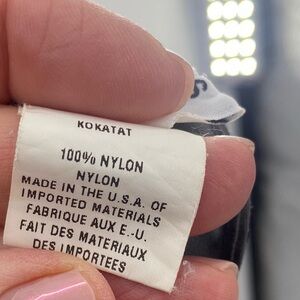 KOKATAT
100% NYLON
NYLON
MADE IN THE U.S.A. OF
IMPORTED MATERIALS
FABRIQUE AUX E.-U.
FAIT DES MATERIAUX
DES IMPORTEES
S